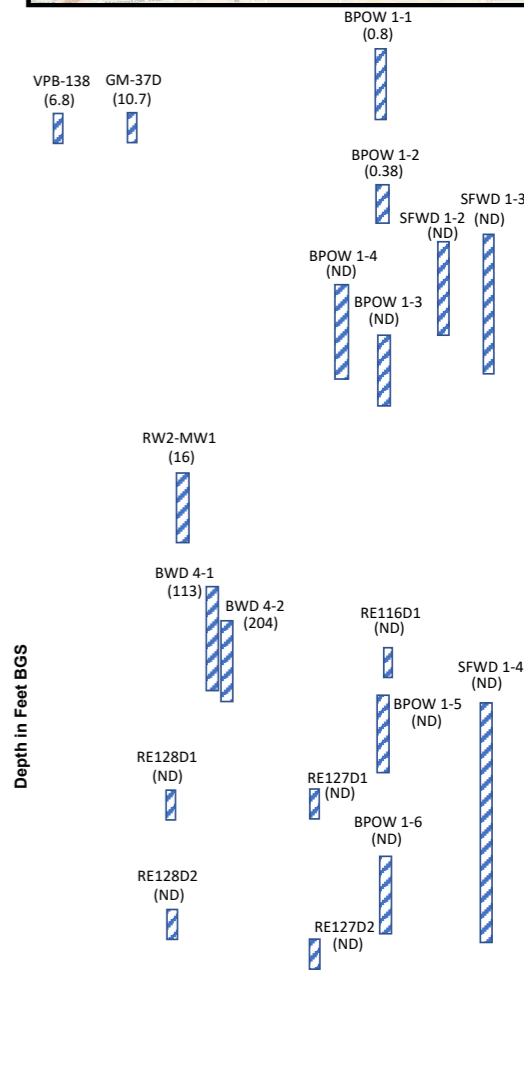 BPOW 1-1
(0.8)
VPB-138
(6.8)
GM-37D
(10.7)
BPOW 1-2
(0.38)
SFWD 1-3
(ND)
SFWD 1-2
(ND)
BPOW 1-4
(ND)
BPOW 1-3
(ND)
RW2-MW1
(16)
BWD 4-1
(113)
BWD 4-2
(204)
RE116D1
(ND)
SFWD 1-4
(ND)
BPOW 1-5
(ND)
Depth in Feet BGS
RE128D1
(ND)
RE127D1
(ND)
BPOW 1-6
(ND)
RE128D2
(ND)
RE127D2
(ND)